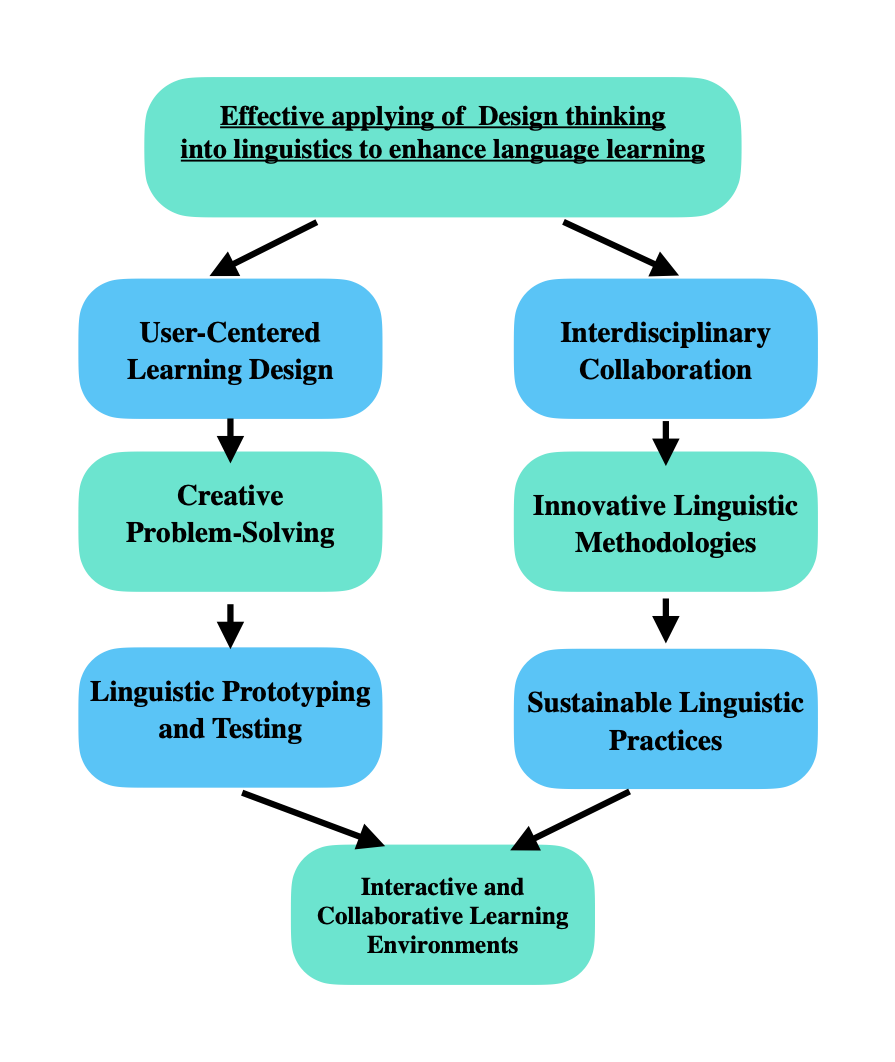 Effective applying of Design thinking
into linguistics to enhance language learning
User-Centered
Learning Design
Interdisciplinary
Collaboration
Creative
Problem-Solving
Innovative Linguistic
Methodologies
Linguistic Prototyping
and Testing
Sustainable Linguistic
Practices
Interactive and
Collaborative Learning
Environments